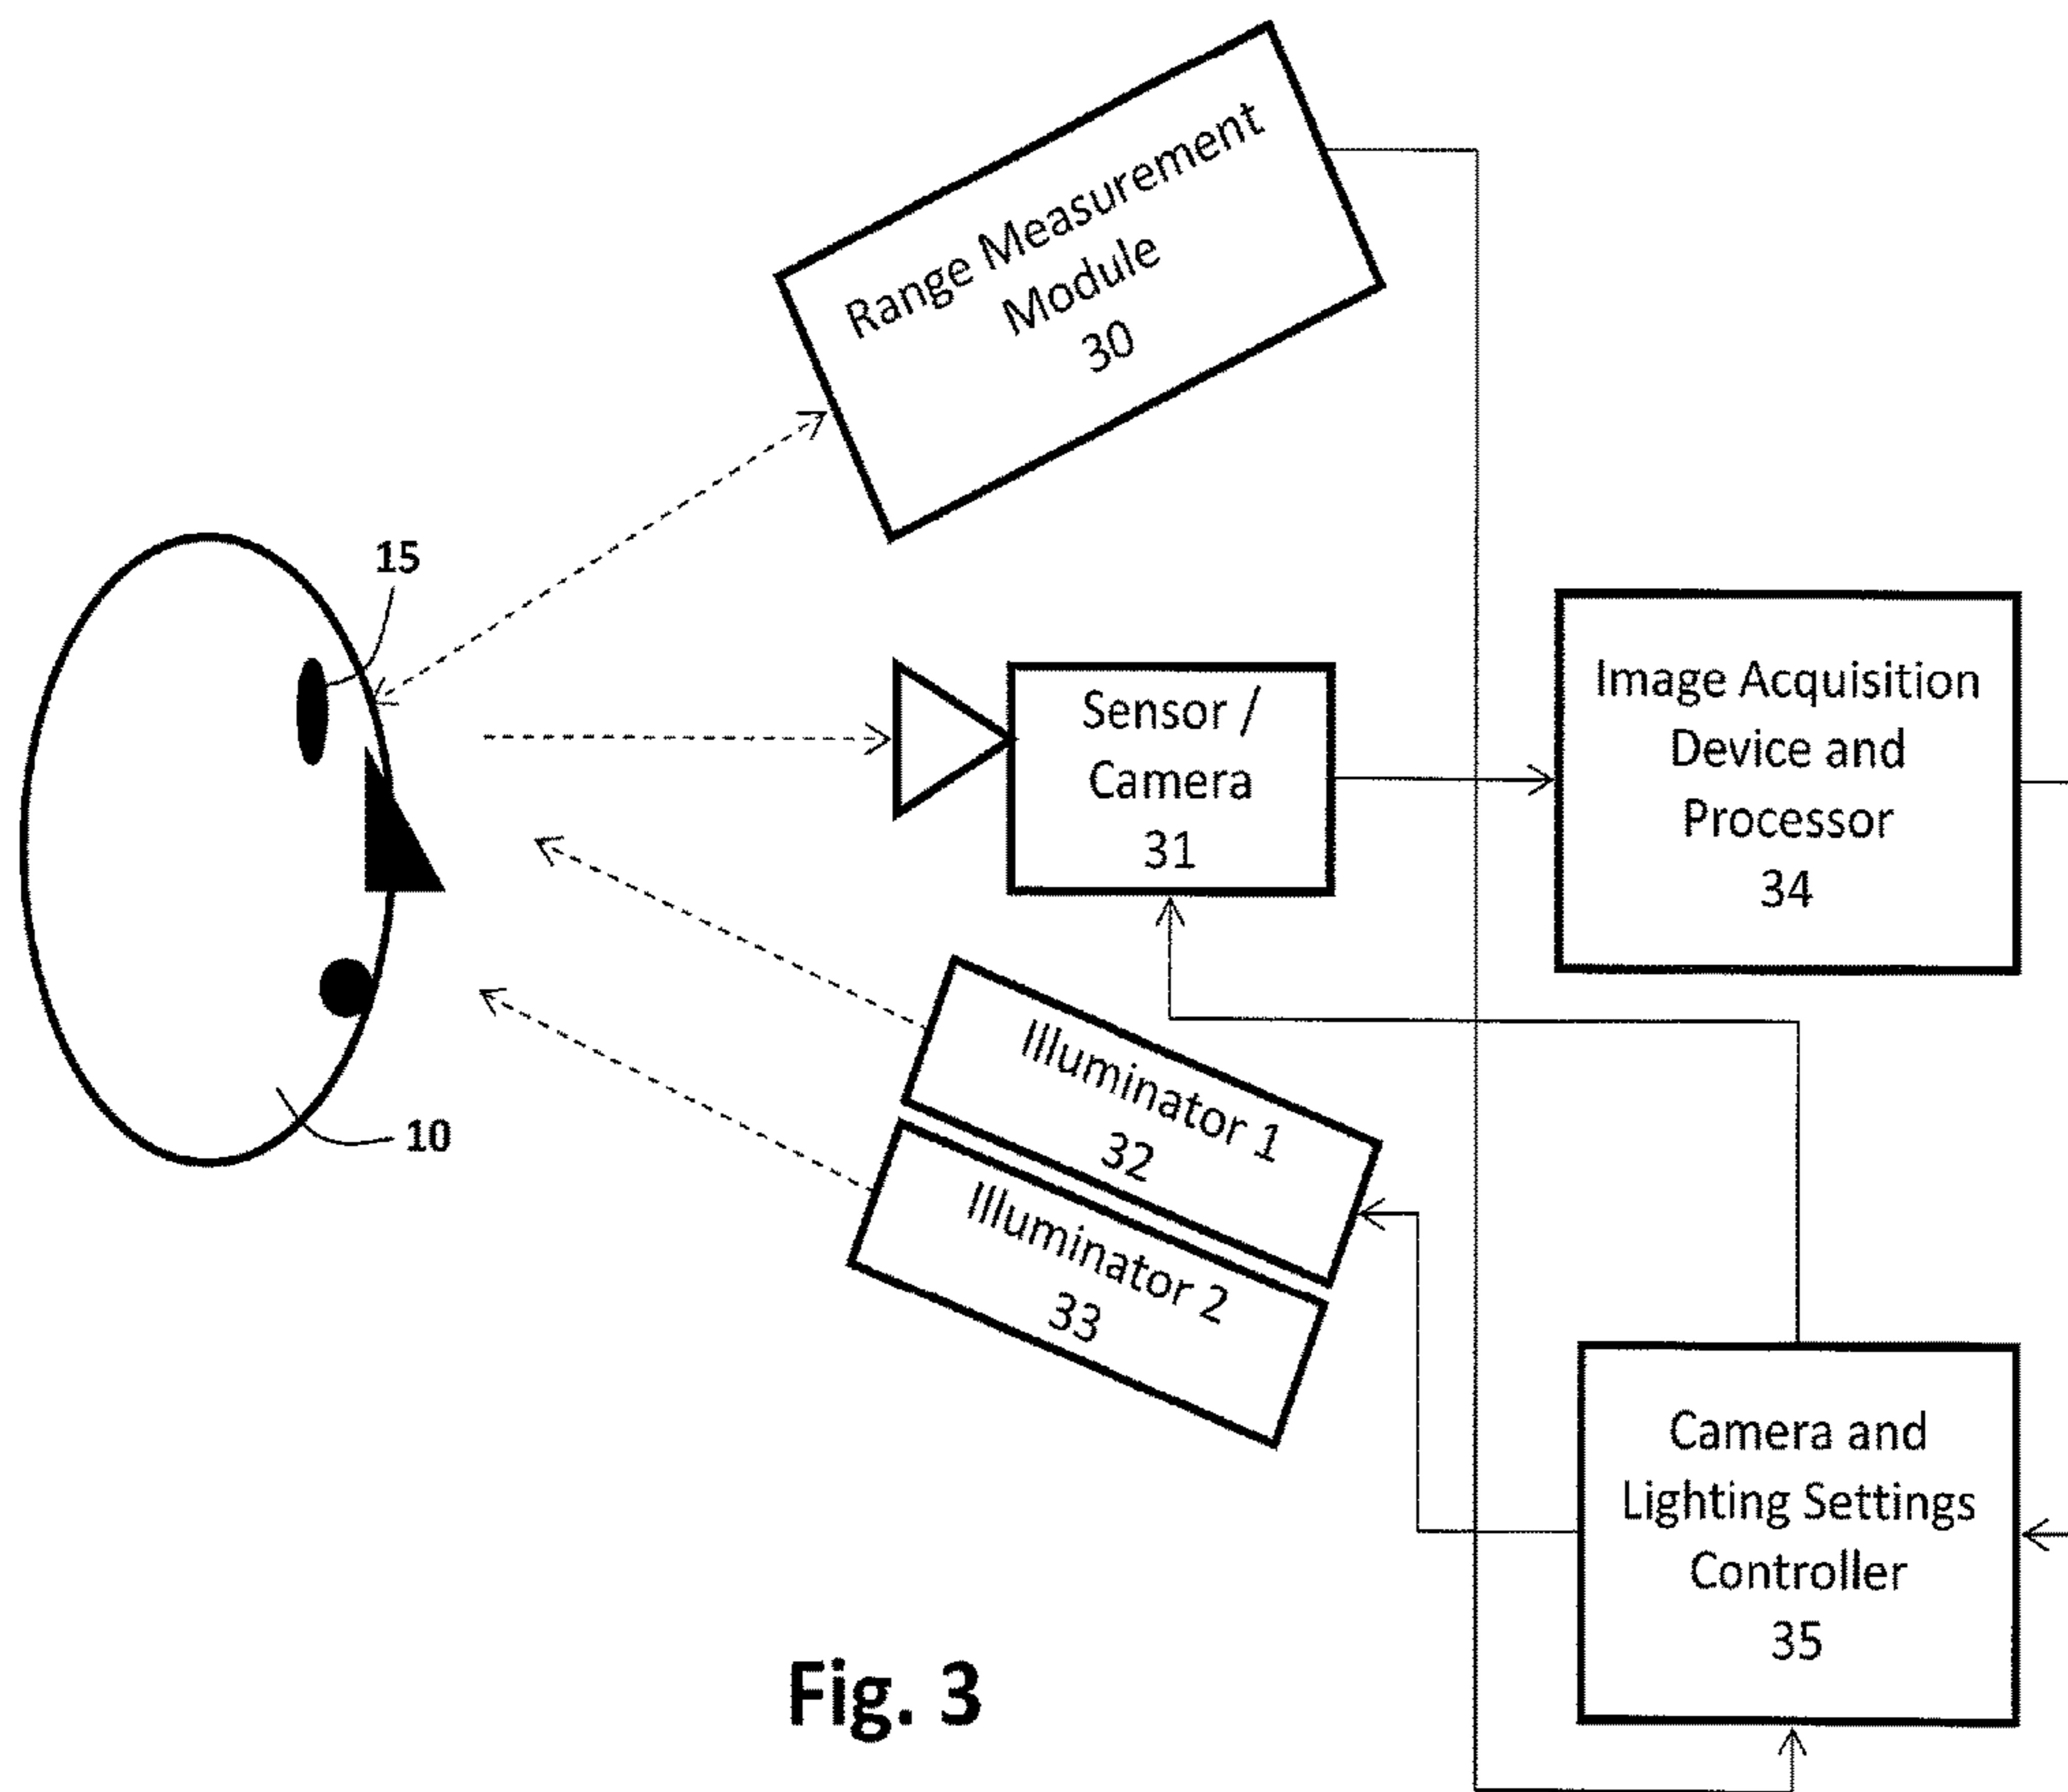 Range Measurement
Module
30
15
Sensor /
Camera
31
Image Acquisition
Device and
Processor
34
10
Illuminator 1
32
Illuminator 2
33
Camera and
Lighting Settings
Controller
35
Fig. 3